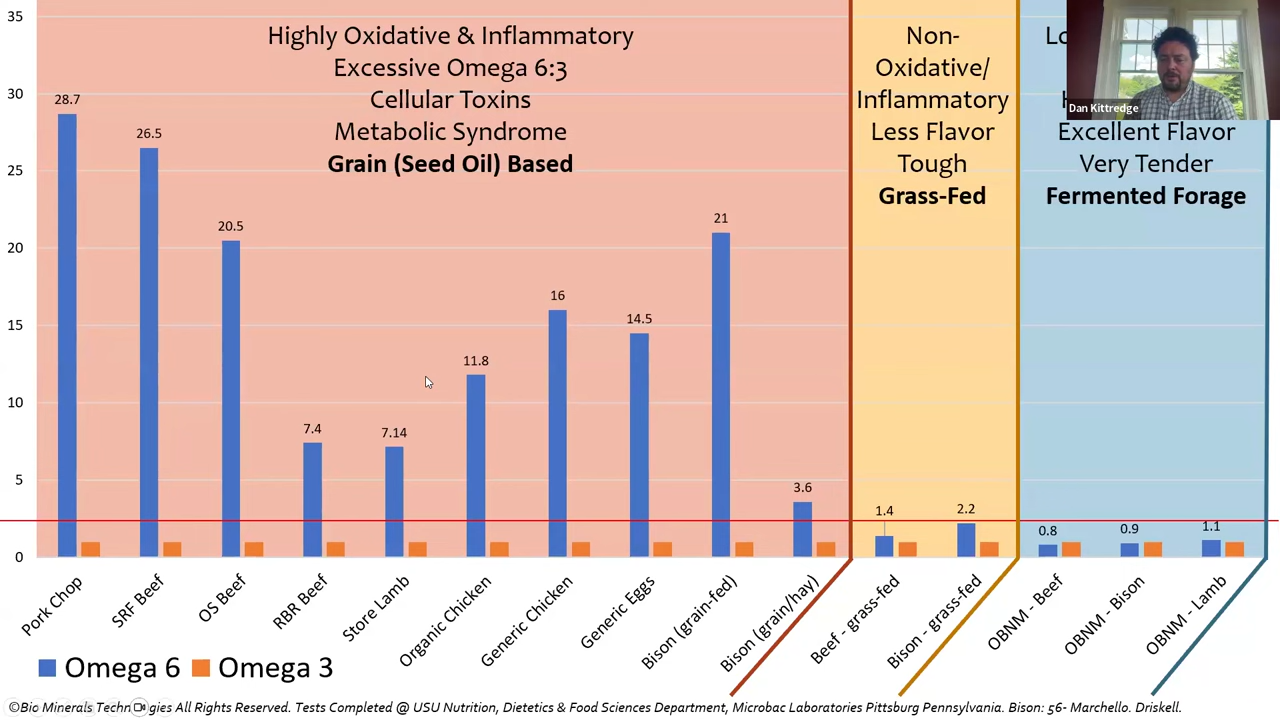 35
30
25
20
15
10
5
0
Highly Oxidative & Inflammatory
Excessive Omega 6:3
Cellular Toxins
Metabolic Syndrome
Grain (Seed Oil) Based
Non-
Oxidative/
Inflammatory
Less Flavor
Tough
Grass-Fed
Excellent Flavor
Very Tender
Fermented Forage
Dan Kittredge
28.7
26.5
20.5
7.4
7.14
11.8
16
14.5
21
3.6
1.4
2.2
0.8
0.9
1.1
Pork Chop
SRF Beef
OS Beef
RBR Beef
Store Lamb
Organic Chicken
Generic Chicken
Generic Eggs
Bison (grain-fed)
Bison (grain/hay)
Beef - grass-fed
Bison - grass-fed
OBNM - Beef
OBNM - Bison
OBNM - Lamb
Omega 6
Omega 3
©Bio Minerals All Rights Reserved. Tests Completed @ USU Nutrition, Dietetics & Food Sciences Department, Microbac Laboratories Pittsburg Pennsylvania. Bison: 56- Marchello. Driskell.